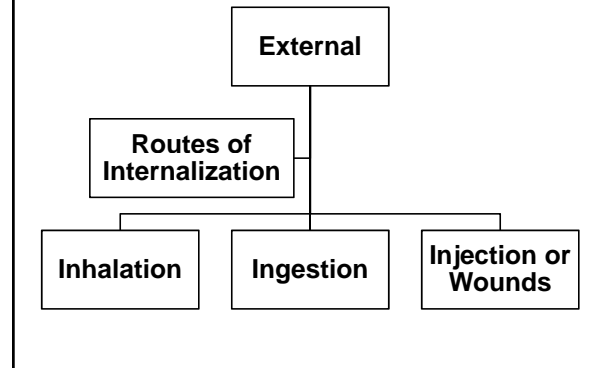 External
Routes of
Internalization
Inhalation
Ingestion
Injection or
Wounds